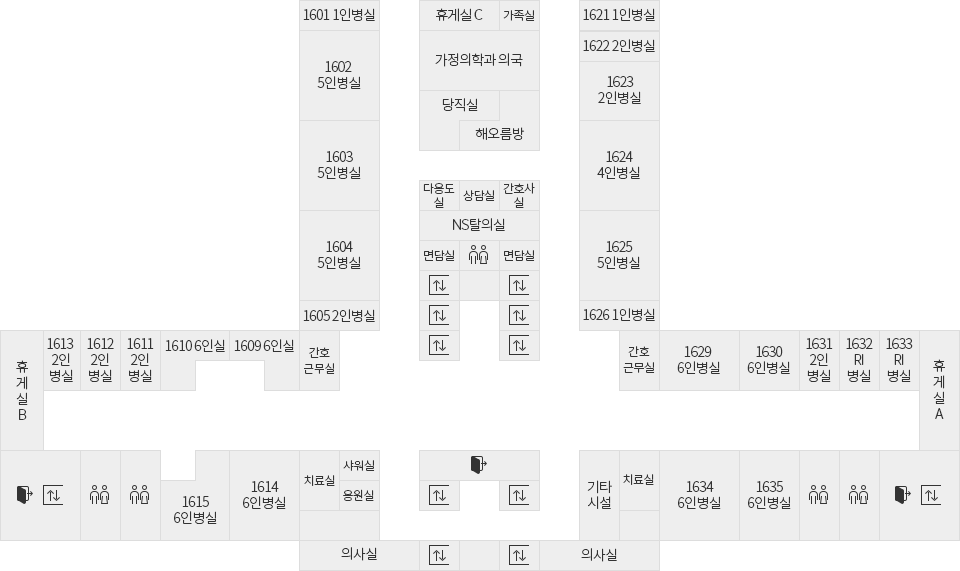 1601 1인병실
휴게실 C
가족실
1621 1인병실
1622 2인병실
가정의학과 의국
1602
5인병실
1623
2인병실
당직실
해오름방
1603
5인병실
1624
4인병실
다용도
실
상담실
간호사
실
NS탈의실
1604
5인병실
면담실
면담실
1625
5인병실
1605 2인병실
1626 1인병실
휴
게
실
B
1613
2인
병실
1612
2인
병실
1611
2인
병실
1610 6인실
1609 6인실
간호
근무실
간호
근무실
1629
6인병실
1630
6인병실
1631
2인
병실
1632
RI
병실
1633
RI
병실
휴
게
실
A
1615
6인병실
1614
6인병실
치료실
샤워실
응원실
기타
시설
치료실
1634
6인병실
1635
6인병실
의사실
의사실